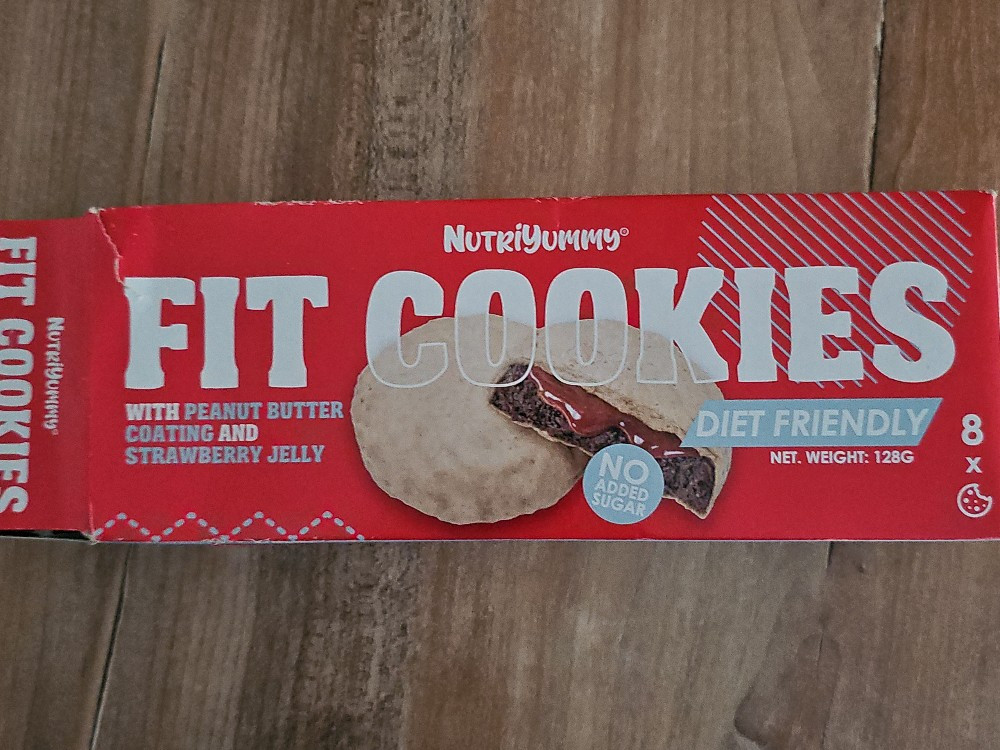 NUTRiYUMMY®
FIT COOKIES
WITH PEANUT BUTTER
COATING AND
STRAWBERRY JELLY
DIET FRIENDLY
NET. WEIGHT: 128G
NO
ADDED
SUGAR
8
x
NUTRiYUMMY®
FIT COOKIES